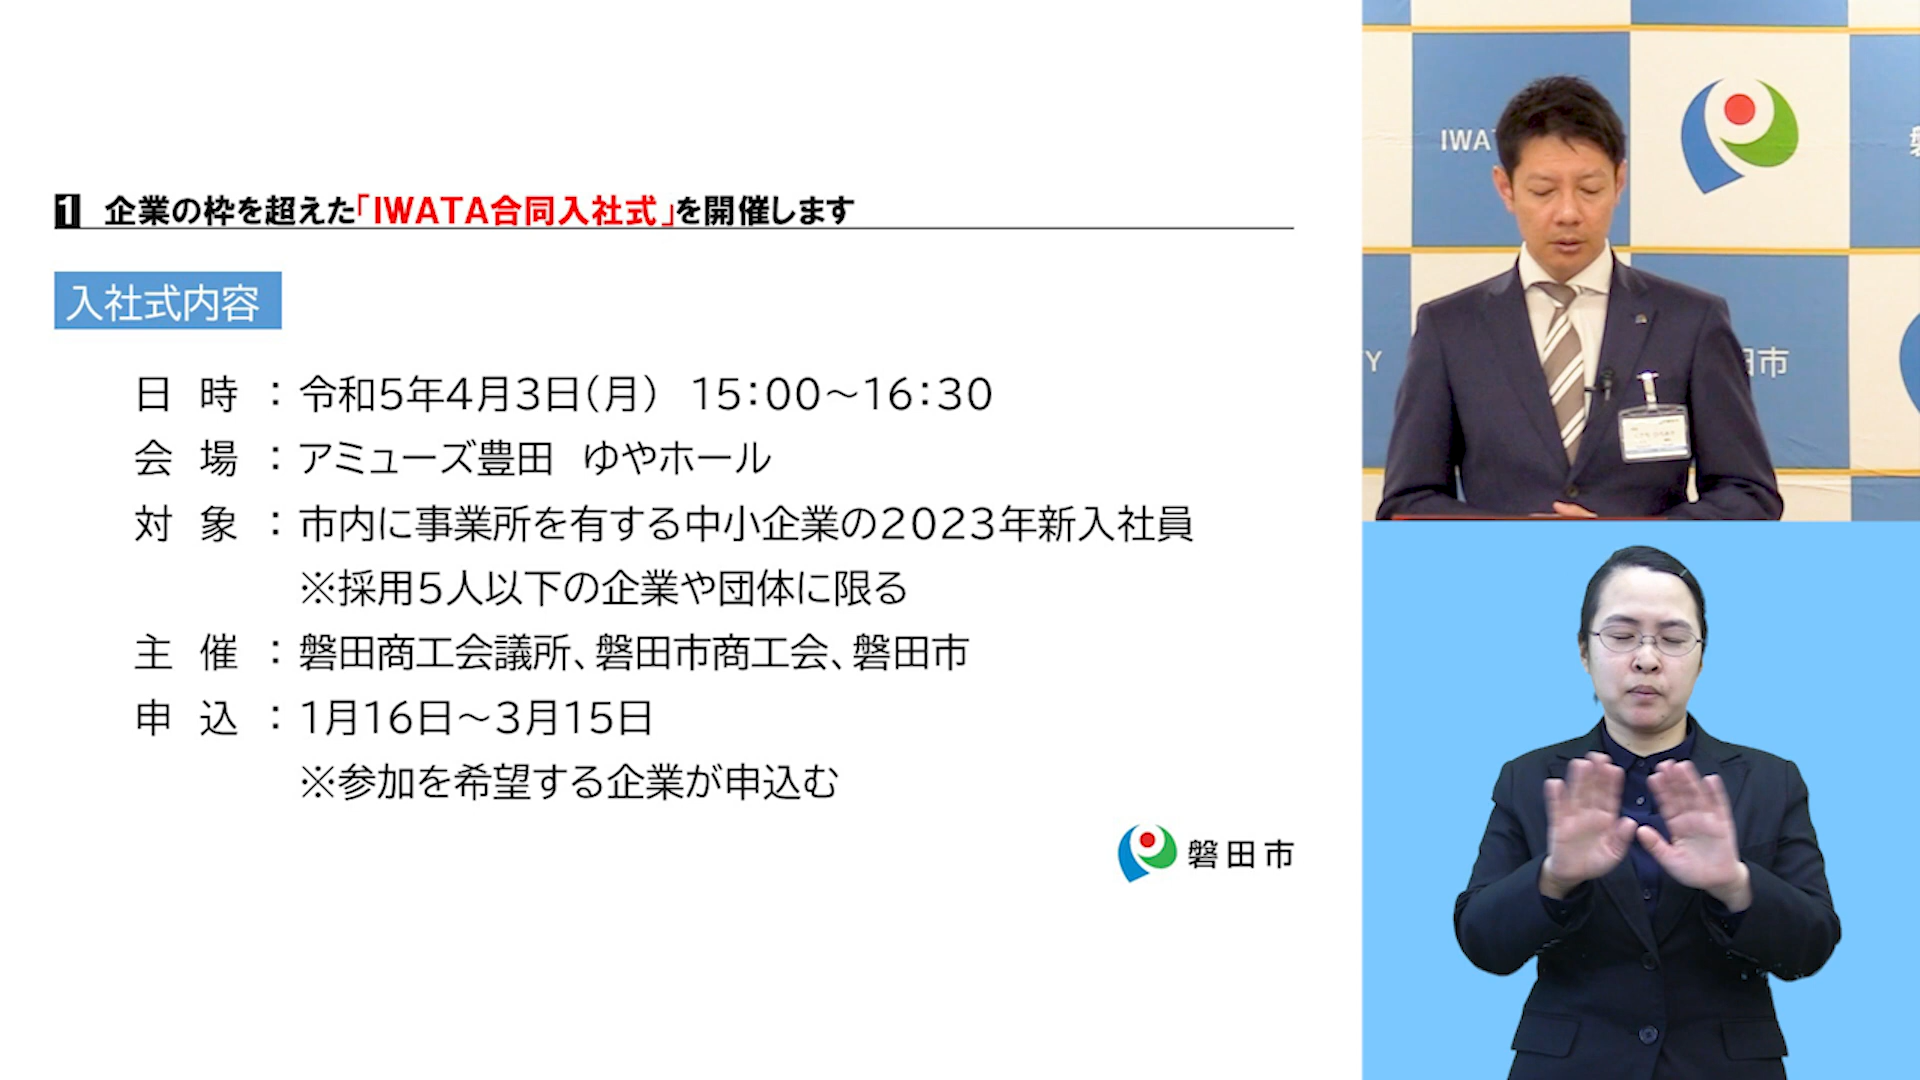 1 企業の枠を超えた「IWATA合同入社式」を開催します
入社式内容
日時：令和5年4月3日(月) 15:00～16:30
会場：アミューズ豊田 ゆやホール
対象：市内に事業所を有する中小企業の2023年新入社員
※採用5人以下の企業や団体に限る
主催：磐田商工会議所、磐田市商工会、磐田市
申込：1月16日～3月15日
※参加を希望する企業が申込む
磐田市
IWA
Y
田市